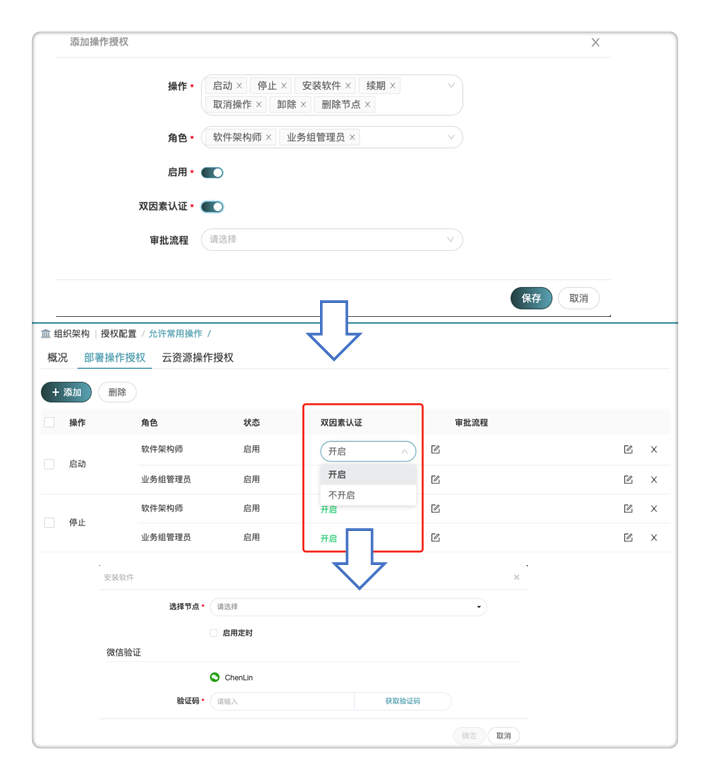 添加操作授权 X
操作 * 启动 × 停止 × 安装软件 × 续期 ×
取消操作 × 卸除 × 删除节点 ×
角色 * 软件架构师 × 业务组管理员 ×
启用 *
双因素认证 *
审批流程 请选择
保存 取消
组织架构 | 授权配置 / 允许常用操作 /
概况 部署操作授权 云资源操作授权
+ 添加 删除
操作 角色 状态 双因素认证 审批流程
软件架构师 启用 开启 X
启动
业务组管理员 启用 开启 X
不开启
软件架构师 启用 开启 X
停止
业务组管理员 启用 开启 X
安装软件 ×
选择节点 * 请选择
启用定时
微信验证
ChenLin
验证码 * 请输入 获取验证码
确定 取消